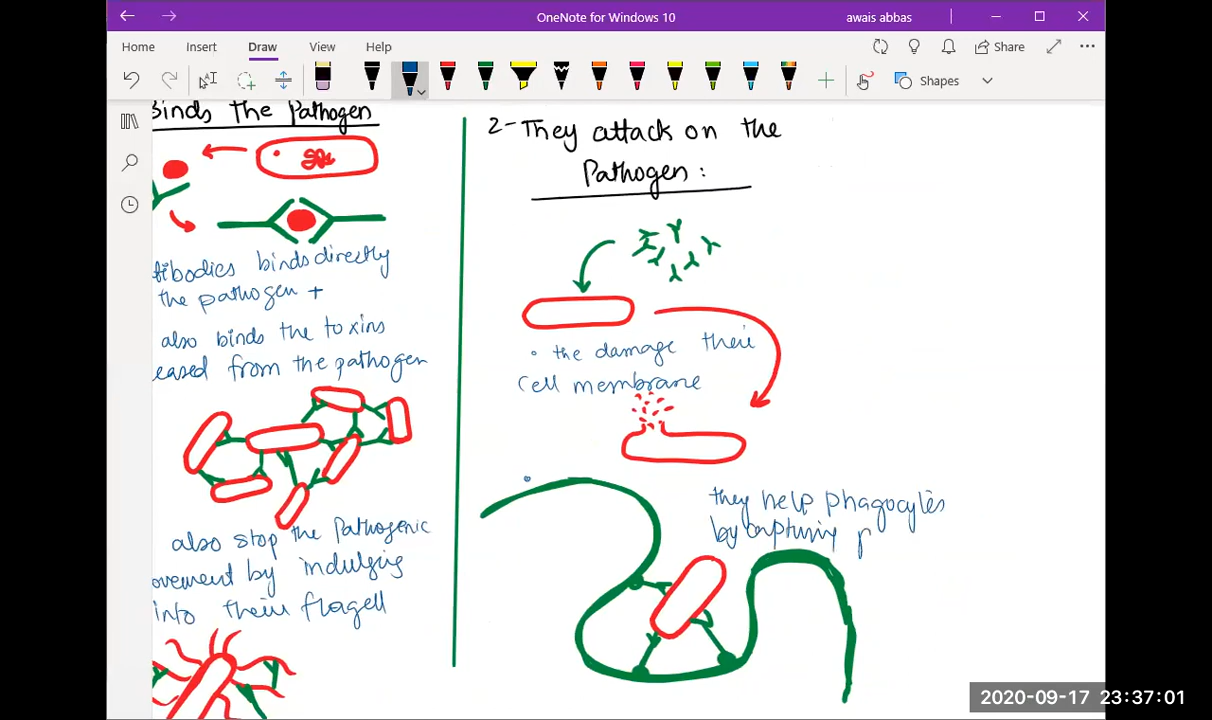 OneNote for Windows 10
awais abbas
Home
Insert
Draw
View
Help
Share
Shapes
Binds the Pathogen
tibodies binds directly
the pathogen +
also binds the toxins
eased from the pathogen
also stop the Pathogenic
ovement by indulging
into their flagell
2- They attack on the
Pathogen :
• the damage their
Cell membrane
they help phagocytes
by capturing p
2020-09-17 23:37:01